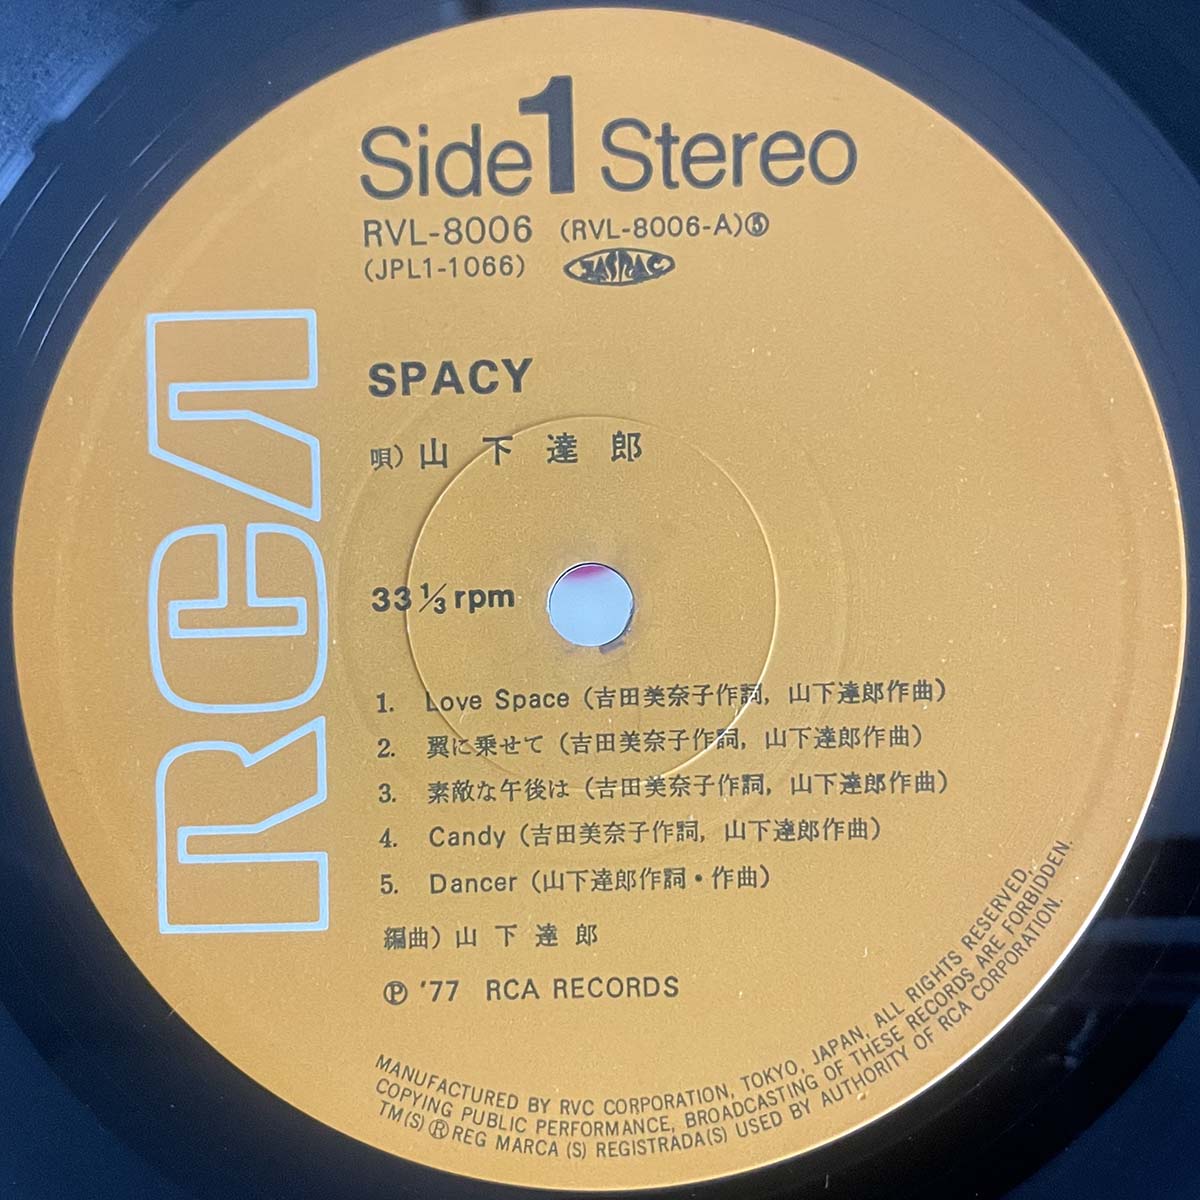 Side 1 Stereo
RVL-8006 (RVL-8006-A)⑤
(JPL1-1066) JASRAC
RCA
SPACY
唄) 山下達郎
33 1/3 rpm
1. Love Space (吉田美奈子作詞, 山下達郎作曲)
2. 翼に乗せて (吉田美奈子作詞, 山下達郎作曲)
3. 素敵な午後は (吉田美奈子作詞, 山下達郎作曲)
4. Candy (吉田美奈子作詞, 山下達郎作曲)
5. Dancer (山下達郎作詞・作曲)
編曲) 山下達郎
Ⓟ '77 RCA RECORDS
MANUFACTURED BY RVC CORPORATION, TOKYO, JAPAN, ALL RIGHTS RESERVED,
COPYING PUBLIC PERFORMANCE, BROADCASTING OF THESE RECORDS ARE FORBIDDEN.
TM(S) ® REG MARCA (S) REGISTRADA(S) USED BY AUTHORITY OF RCA CORPORATION.